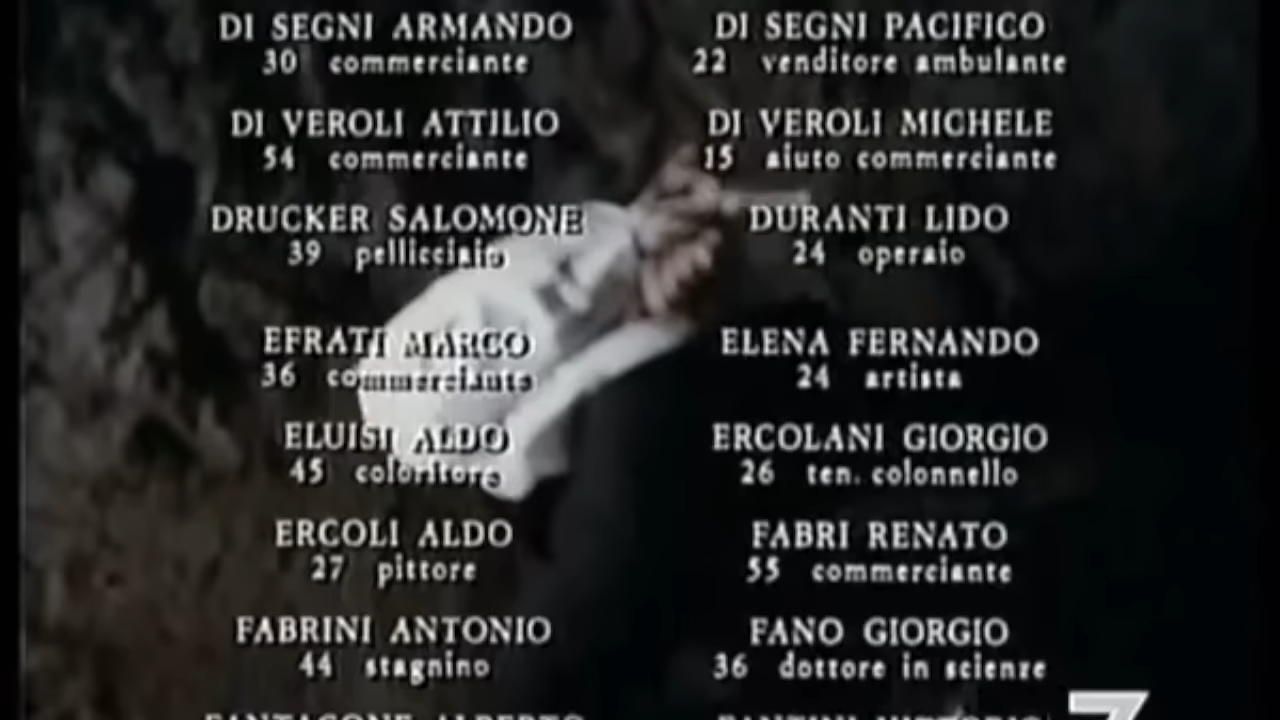 DI SEGNI ARMANDO
30 commerciante
DI SEGNI PACIFICO
22 venditore ambulante
DI VEROLI ATTILIO
54 commerciante
DI VEROLI MICHELE
15 aiuto commerciante
DRUCKER SALOMONE
39 pellicciaio
DURANTI LIDO
24 operaio
EFRATI MARCO
36 commerciante
ELENA FERNANDO
24 artista
ELUISI ALDO
45 coloritore
ERCOLANI GIORGIO
26 ten. colonnello
ERCOLI ALDO
27 pittore
FABRI RENATO
55 commerciante
FABRINI ANTONIO
44 stagnino
FANO GIORGIO
36 dottore in scienze